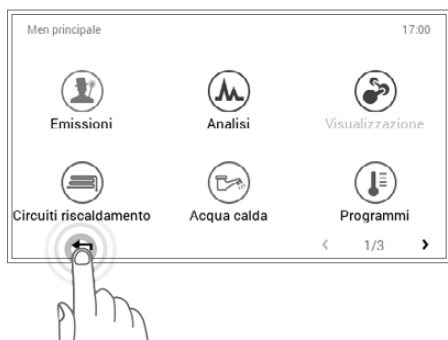 Men principale 17:00
Emissioni Analisi Visualizzazione
Circuiti riscaldamento Acqua calda Programmi
1/3